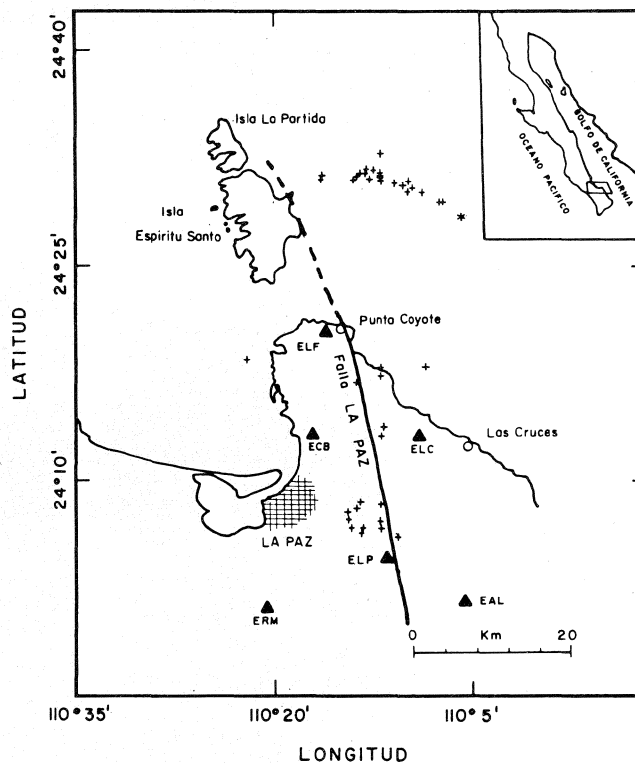 24°40'
24°25'
24°10'
LATITUD
Isla La Partida
Isla
Espiritu Santo
OCEANO PACIFICO
GOLFO DE CALIFORNIA
Punta Coyote
ELF
Falla LA PAZ
ECB
ELC
Las Cruces
LA PAZ
ELP
ERM
EAL
0 Km 20
110°35' 110°20' 110°5'
LONGITUD